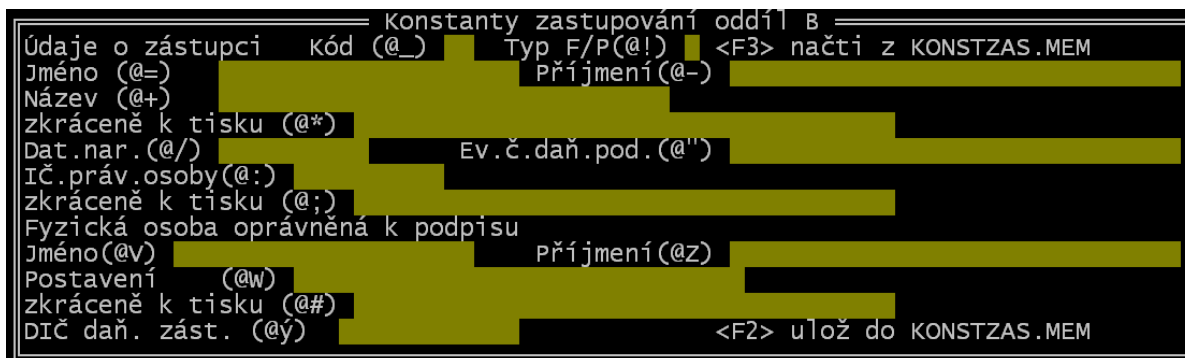 Konstanty zastupování oddíl B
Údaje o zástupci Kód (@_) Typ F/P(@!) <F3> načti z KONSTZAS.MEM
Jméno (@=) Příjmení(@-)
Název (@+)
zkráceně k tisku (@*)
Dat.nar.(@/) Ev.č.daň.pod.(@")
IČ.práv.osoby(@:)
zkráceně k tisku (@;)
Fyzická osoba oprávněná k podpisu
Jméno(@V) Příjmení(@Z)
Postavení (@W)
zkráceně k tisku (@#)
DIČ daň. zást. (@ý) <F2> ulož do KONSTZAS.MEM